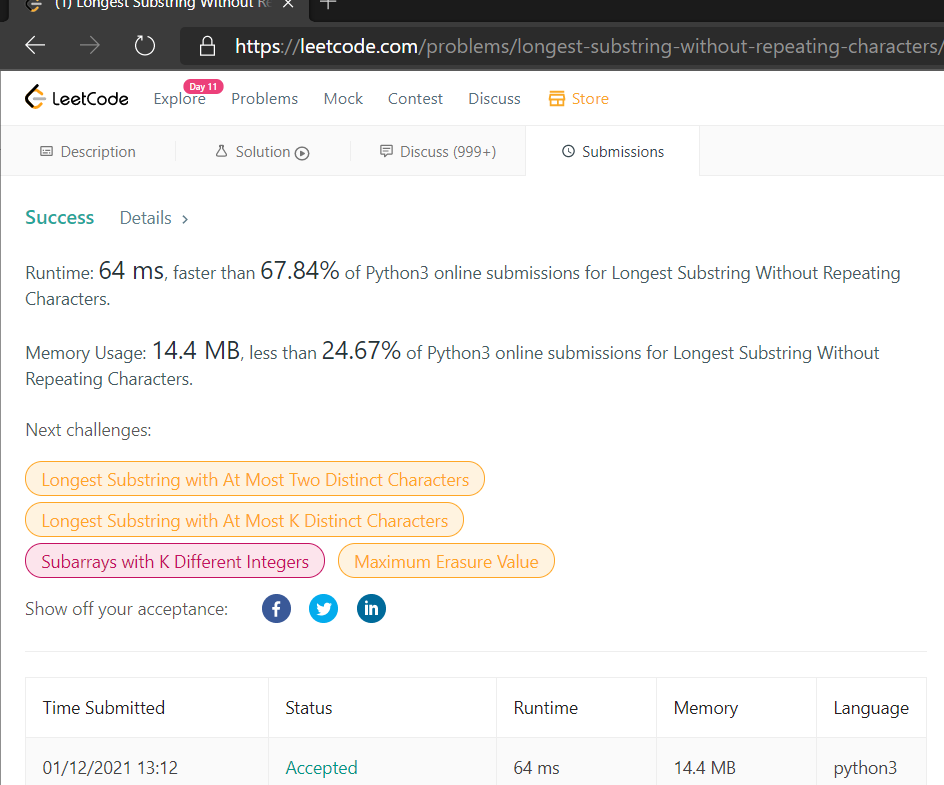 (1) Longest Substring Without Re
https://leetcode.com/problems/longest-substring-without-repeating-characters/
LeetCode Explore Day 11 Problems Mock Contest Discuss Store
Description Solution Discuss (999+) Submissions
Success Details >
Runtime: 64 ms, faster than 67.84% of Python3 online submissions for Longest Substring Without Repeating
Characters.
Memory Usage: 14.4 MB, less than 24.67% of Python3 online submissions for Longest Substring Without
Repeating Characters.
Next challenges:
Longest Substring with At Most Two Distinct Characters
Longest Substring with At Most K Distinct Characters
Subarrays with K Different Integers Maximum Erasure Value
Show off your acceptance: f in
Time Submitted Status Runtime Memory Language
01/12/2021 13:12 Accepted 64 ms 14.4 MB python3